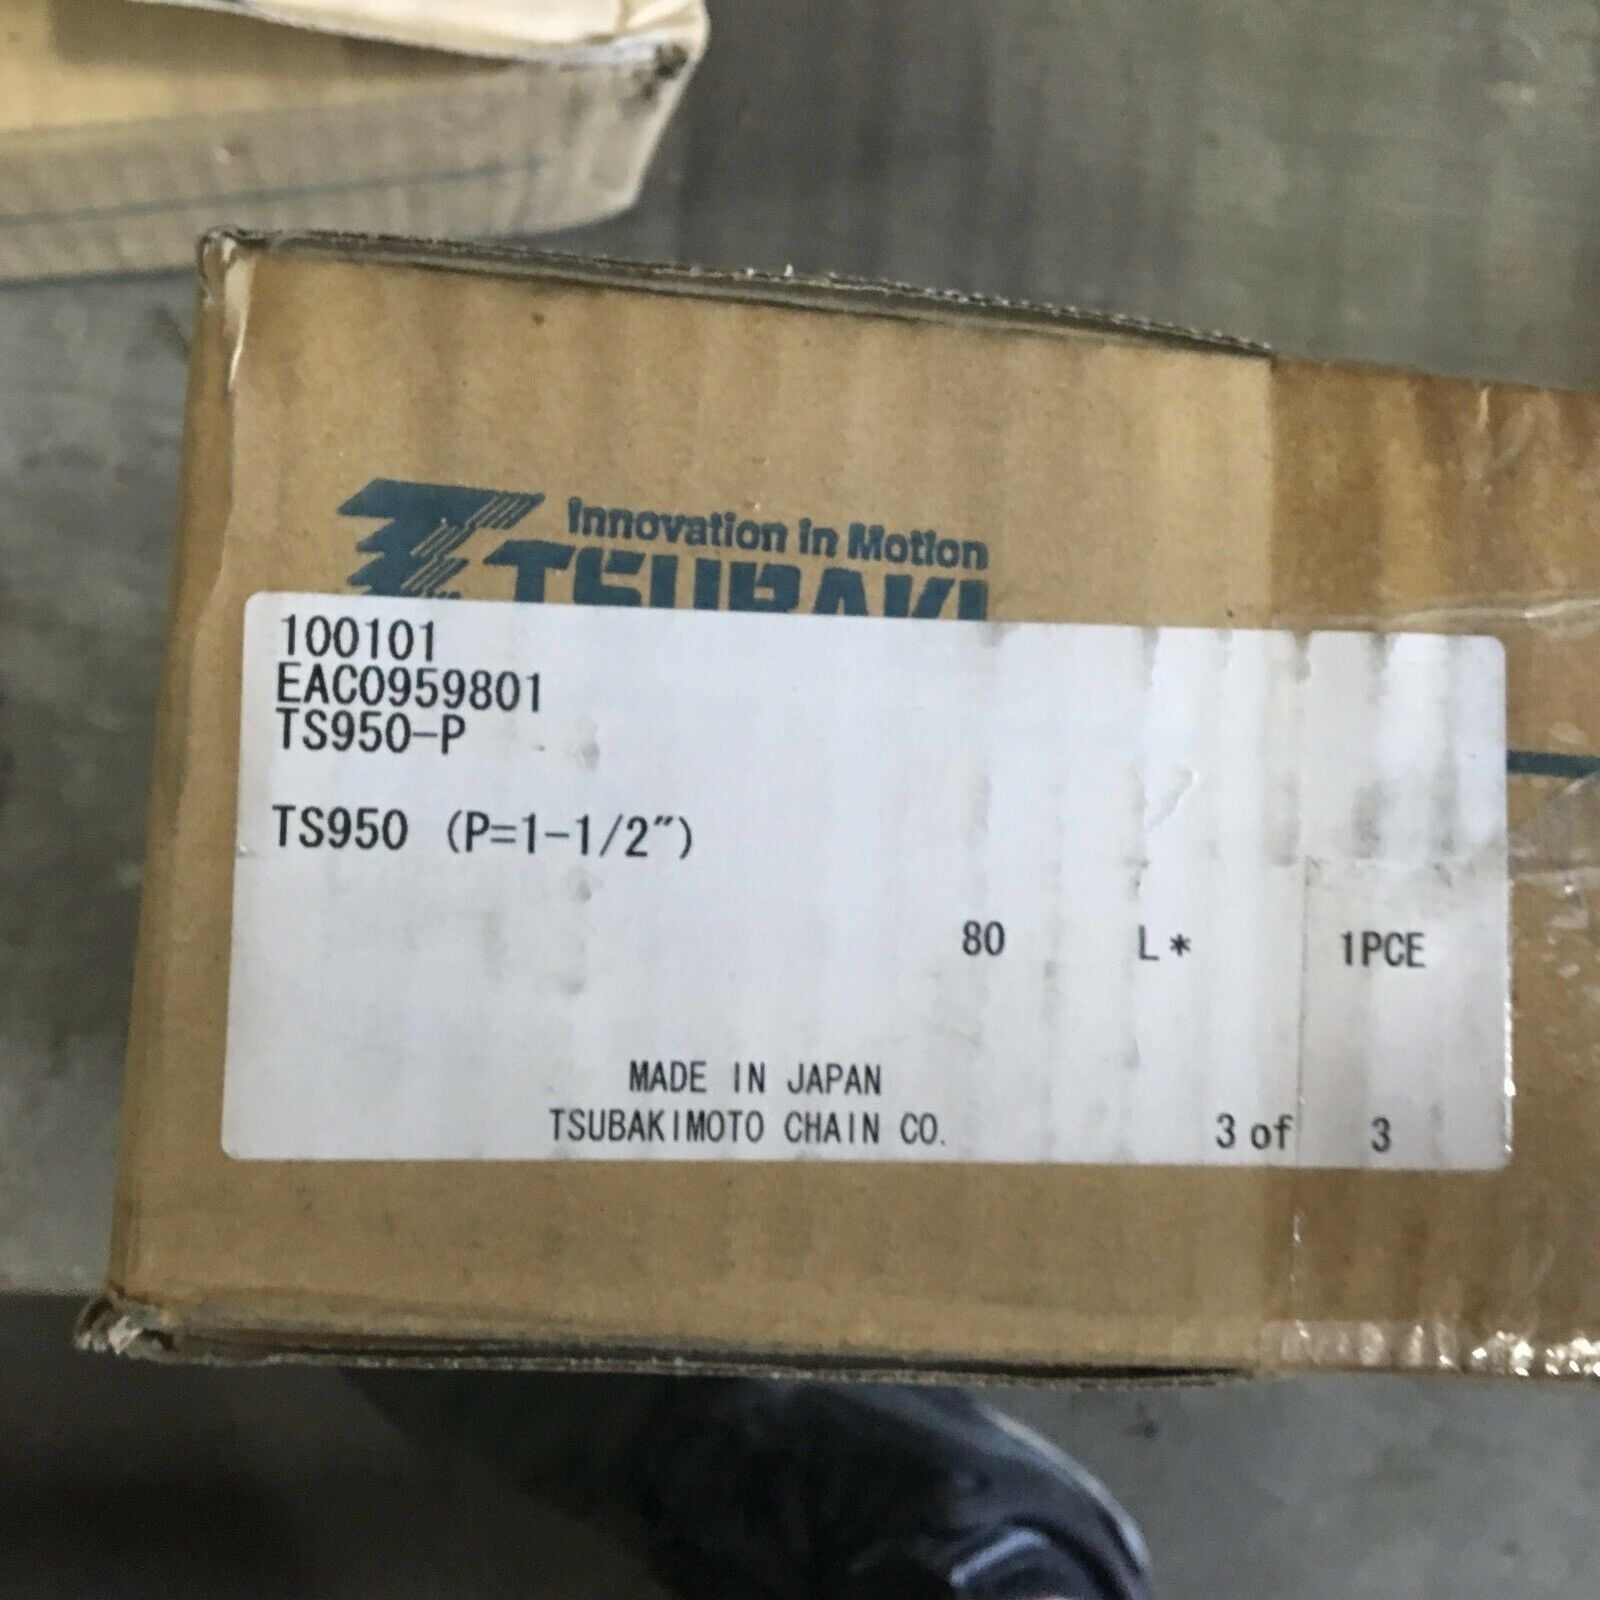 Innovation in Motion
TSUBAKI
100101
EAC0959801
TS950-P
TS950 (P=1-1/2")
80 L* 1PCE
MADE IN JAPAN
TSUBAKIMOTO CHAIN CO. 3 of 3